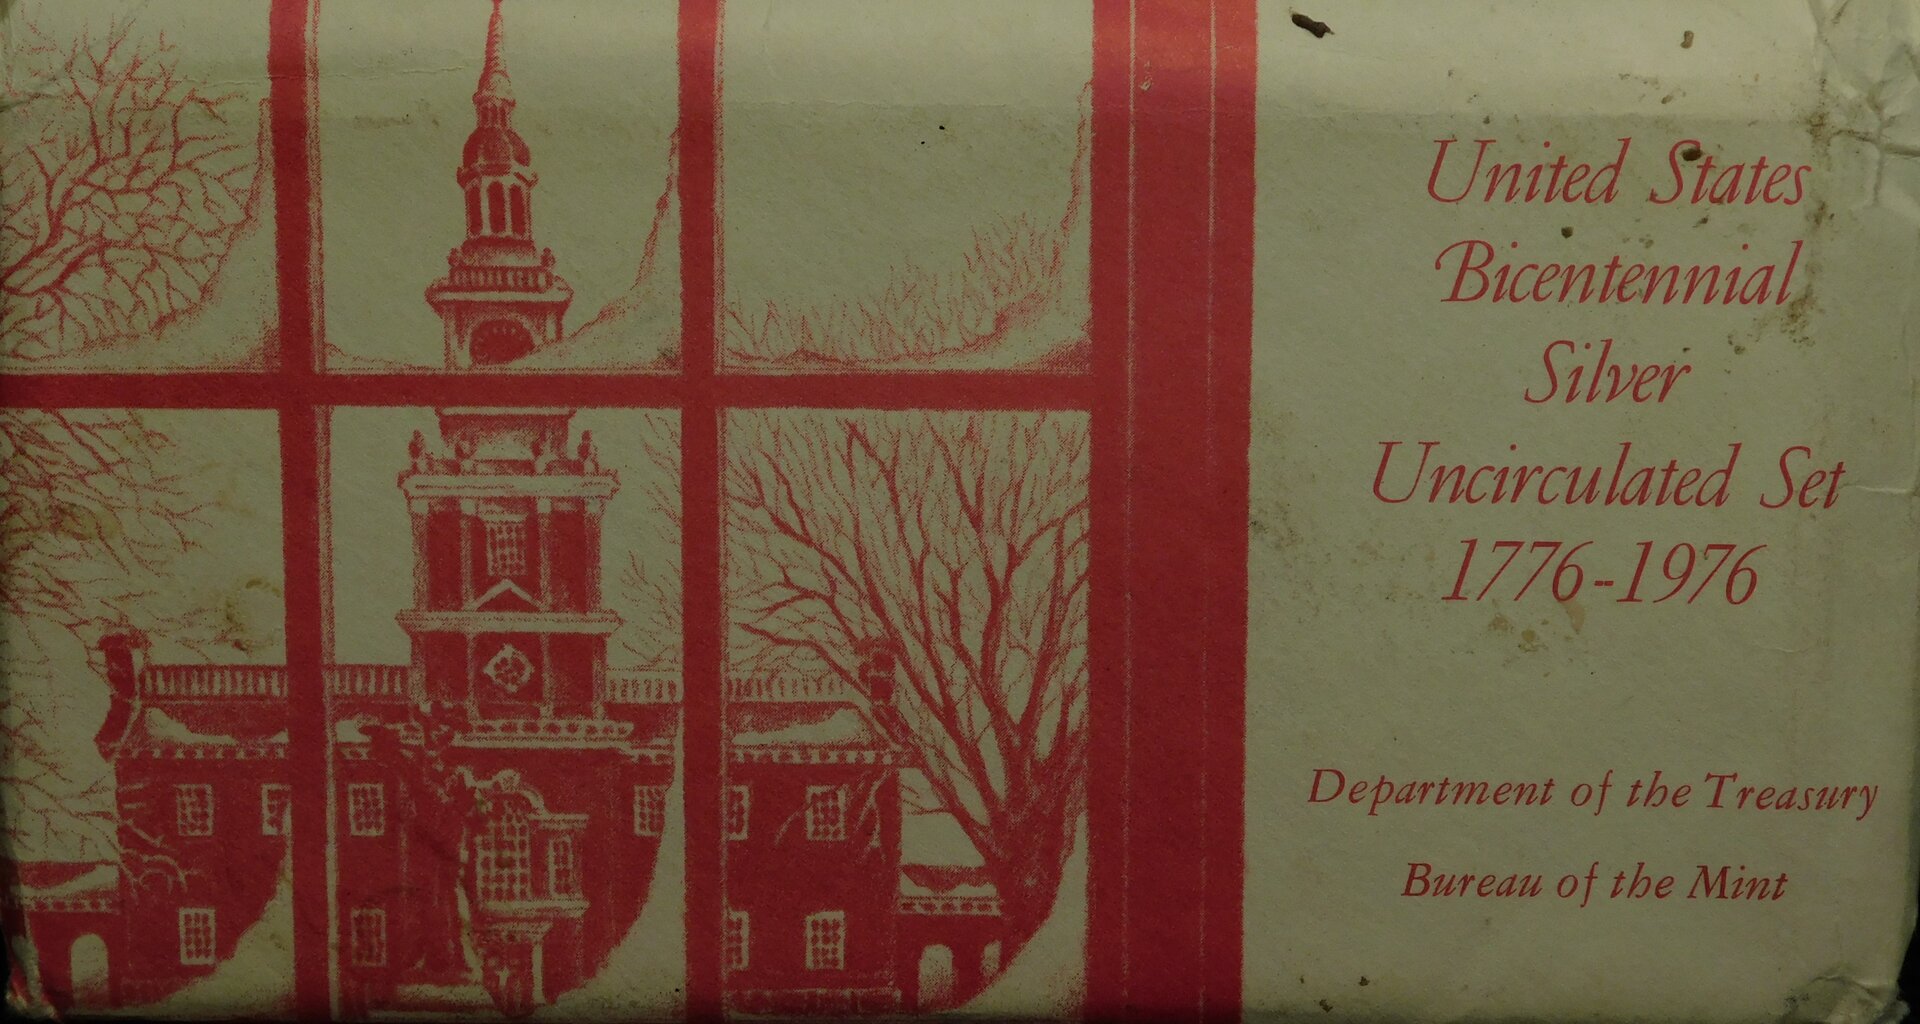 United States
Bicentennial
Silver
Uncirculated Set
1776-1976
Department of the Treasury
Bureau of the Mint